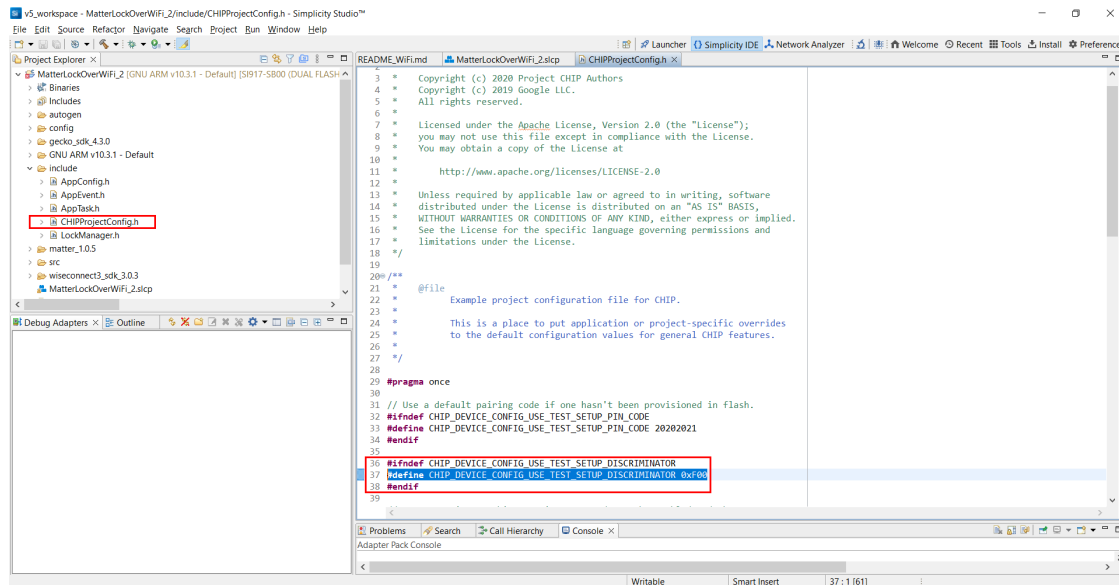 v5_workspace - MatterLockOverWiFi_2/include/CHIPProjectConfig.h - Simplicity Studio™
File Edit Source Refactor Navigate Search Project Run Window Help
Launcher {} Simplicity IDE Network Analyzer Welcome Recent Tools Install Preference
Project Explorer
MatterLockOverWiFi_2 [GNU ARM v10.3.1 - Default] [SI917-SB00 (DUAL FLASH
Binaries
Includes
autogen
config
gecko_sdk_4.3.0
GNU ARM v10.3.1 - Default
include
AppConfig.h
AppEvent.h
AppTask.h
CHIPProjectConfig.h
LockManager.h
matter_1.0.5
src
wiseconnect3_sdk_3.0.3
MatterLockOverWiFi_2.slcp
Debug Adapters Outline
README_WiFi.md MatterLockOverWiFi_2.slcp CHIPProjectConfig.h
3 * Copyright (c) 2020 Project CHIP Authors
4 * Copyright (c) 2019 Google LLC.
5 * All rights reserved.
6 *
7 * Licensed under the Apache License, Version 2.0 (the "License");
8 * you may not use this file except in compliance with the License.
9 * You may obtain a copy of the License at
10 *
11 * http://www.apache.org/licenses/LICENSE-2.0
12 *
13 * Unless required by applicable law or agreed to in writing, software
14 * distributed under the License is distributed on an "AS IS" BASIS,
15 * WITHOUT WARRANTIES OR CONDITIONS OF ANY KIND, either express or implied.
16 * See the License for the specific language governing permissions and
17 * limitations under the License.
18 */
19
20 /**
21 * @file
22 * Example project configuration file for CHIP.
23 *
24 * This is a place to put application or project-specific overrides
25 * to the default configuration values for general CHIP features.
26 *
27 */
28
29 #pragma once
30
31 // Use a default pairing code if one hasn't been provisioned in flash.
32 #ifndef CHIP_DEVICE_CONFIG_USE_TEST_SETUP_PIN_CODE
33 #define CHIP_DEVICE_CONFIG_USE_TEST_SETUP_PIN_CODE 20202021
34 #endif
35
36 #ifndef CHIP_DEVICE_CONFIG_USE_TEST_SETUP_DISCRIMINATOR
37 #define CHIP_DEVICE_CONFIG_USE_TEST_SETUP_DISCRIMINATOR 0xF00
38 #endif
39
Problems Search Call Hierarchy Console
Adapter Pack Console
Writable Smart Insert 37 : 1 [61]